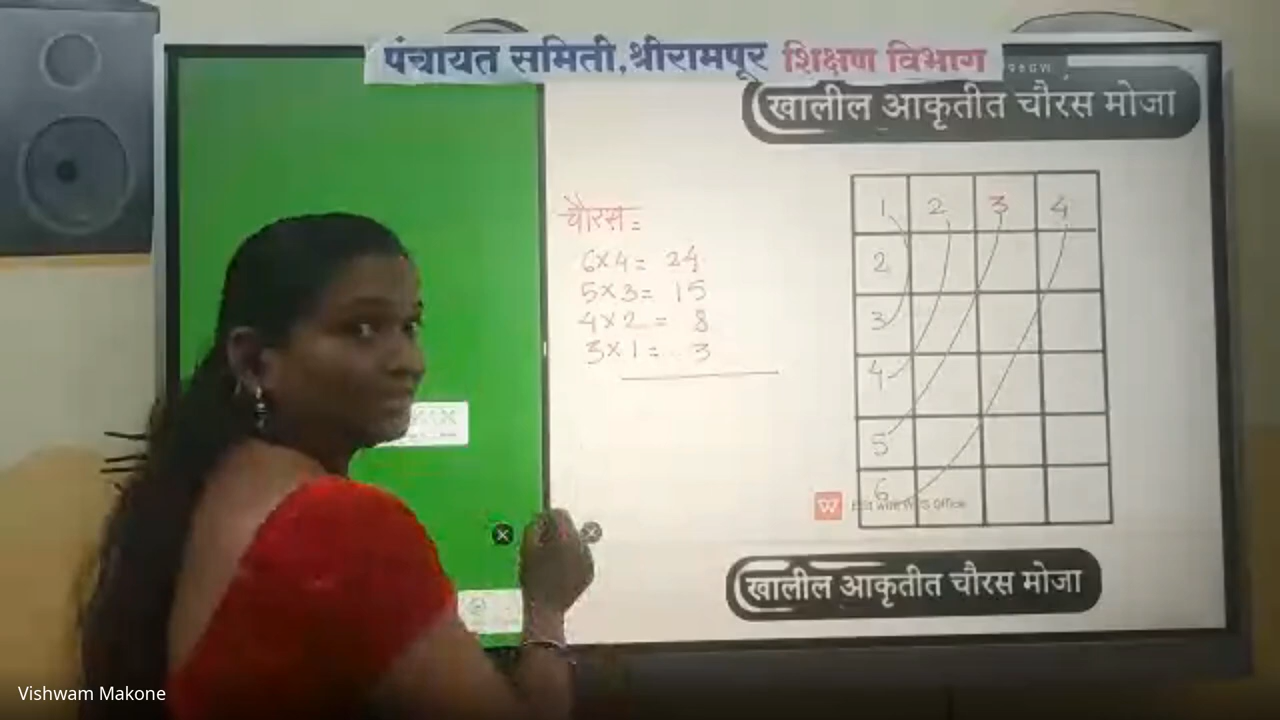 पंचायत समिती,श्रीरामपूर शिक्षण विभाग
खालील आकृतीत चौरस मोजा
चौरस =
6×4 = 24
5×3 = 15
4×2 = 8
3×1 = 3
1 2 3 4
2
3
4
5
6
खालील आकृतीत चौरस मोजा
Vishwam Makone